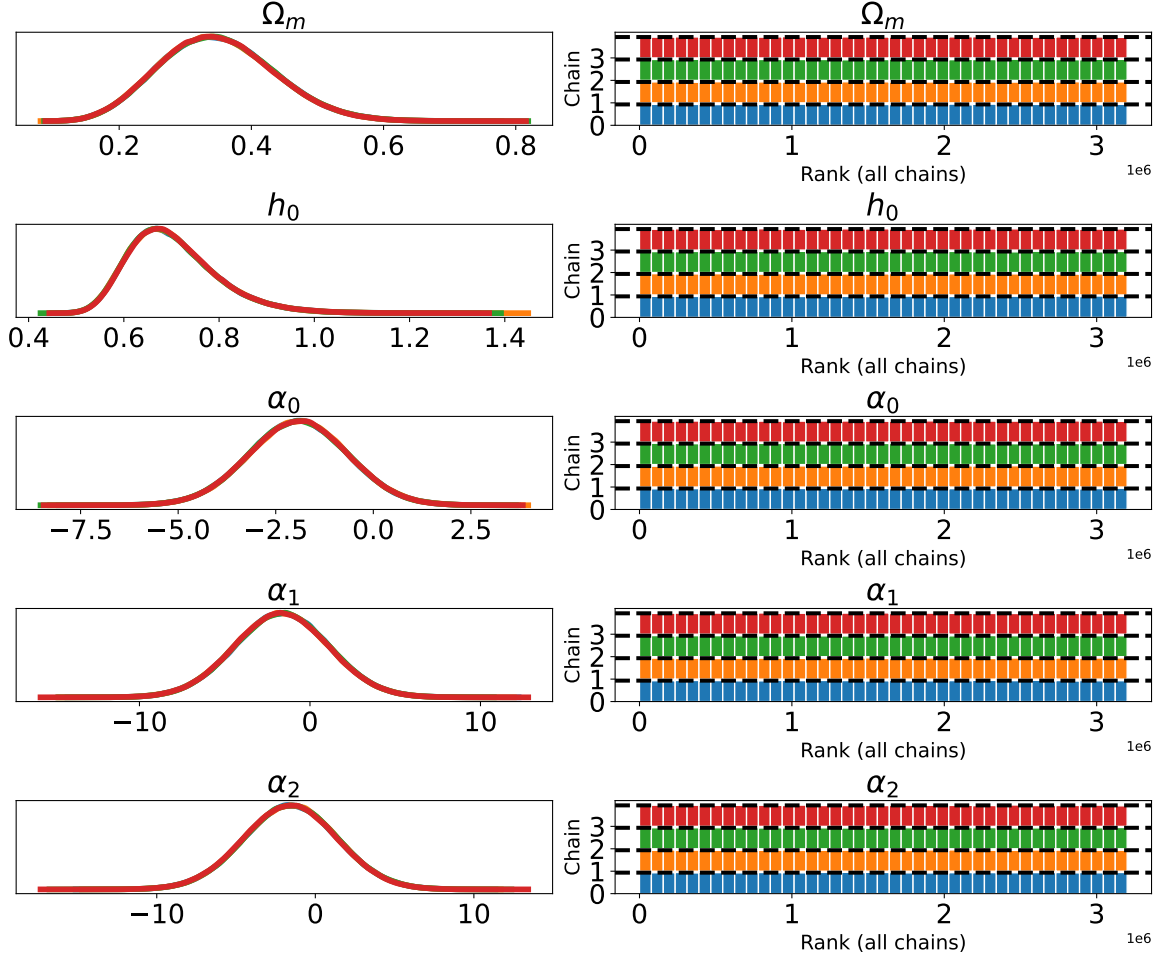 Ωₘ Ωₘ
0.2 0.4 0.6 0.8
Chain
3
2
1
0
0 1 2 3
Rank (all chains) 1e6
h₀ h₀
0.4 0.6 0.8 1.0 1.2 1.4
Chain
3
2
1
0
0 1 2 3
Rank (all chains) 1e6
α₀ α₀
−7.5 −5.0 −2.5 0.0 2.5
Chain
3
2
1
0
0 1 2 3
Rank (all chains) 1e6
α₁ α₁
−10 0 10
Chain
3
2
1
0
0 1 2 3
Rank (all chains) 1e6
α₂ α₂
−10 0 10
Chain
3
2
1
0
0 1 2 3
Rank (all chains) 1e6